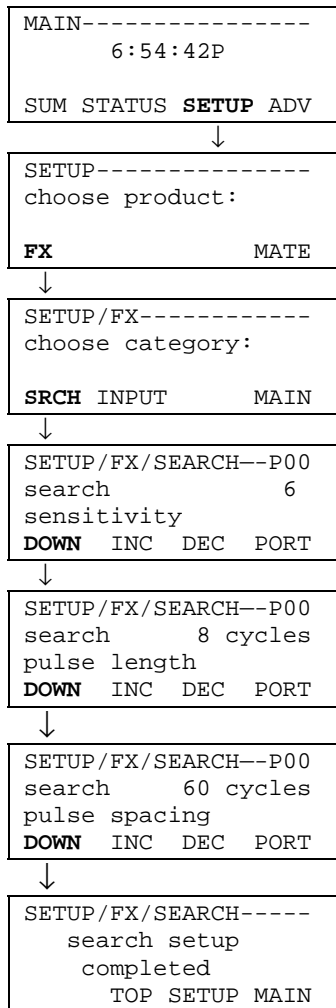 MAIN----------------
6:54:42P
SUM STATUS SETUP ADV
↓
SETUP---------------
choose product:
FX MATE
↓
SETUP/FX------------
choose category:
SRCH INPUT MAIN
↓
SETUP/FX/SEARCH--P00
search 6
sensitivity
DOWN INC DEC PORT
↓
SETUP/FX/SEARCH--P00
search 8 cycles
pulse length
DOWN INC DEC PORT
↓
SETUP/FX/SEARCH--P00
search 60 cycles
pulse spacing
DOWN INC DEC PORT
↓
SETUP/FX/SEARCH-----
search setup
completed
TOP SETUP MAIN